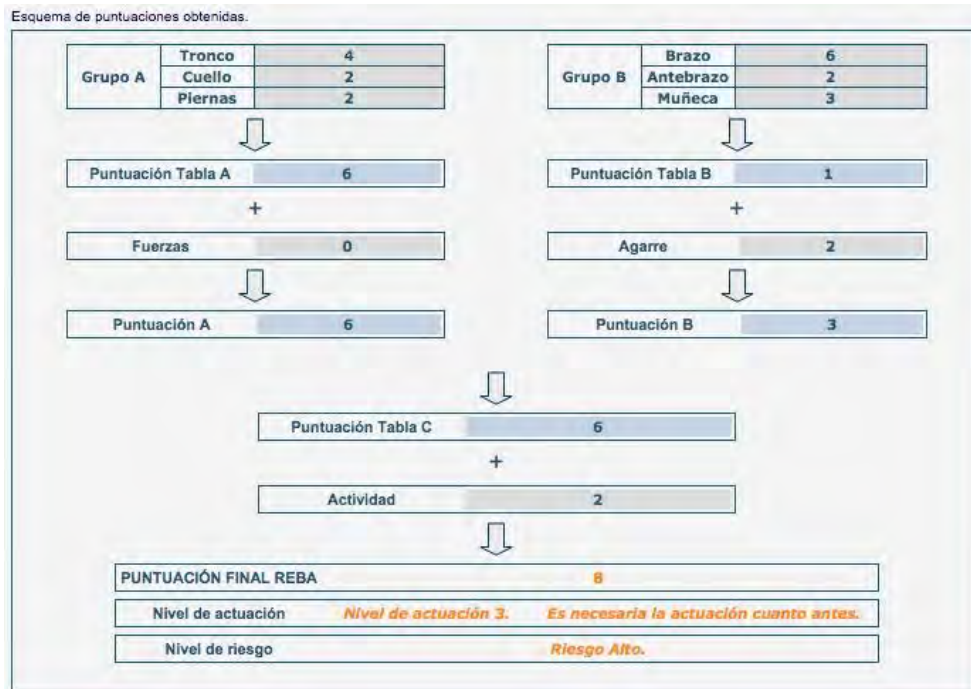 Esquema de puntuaciones obtenidas.
Grupo A
Tronco 4
Cuello 2
Piernas 2
Grupo B
Brazo 6
Antebrazo 2
Muñeca 3
Puntuación Tabla A 6
Puntuación Tabla B 1
+
+
Fuerzas 0
Agarre 2
Puntuación A 6
Puntuación B 3
Puntuación Tabla C 6
+
Actividad 2
PUNTUACIÓN FINAL REBA 8
Nivel de actuación Nivel de actuación 3. Es necesaria la actuación cuanto antes.
Nivel de riesgo Riesgo Alto.